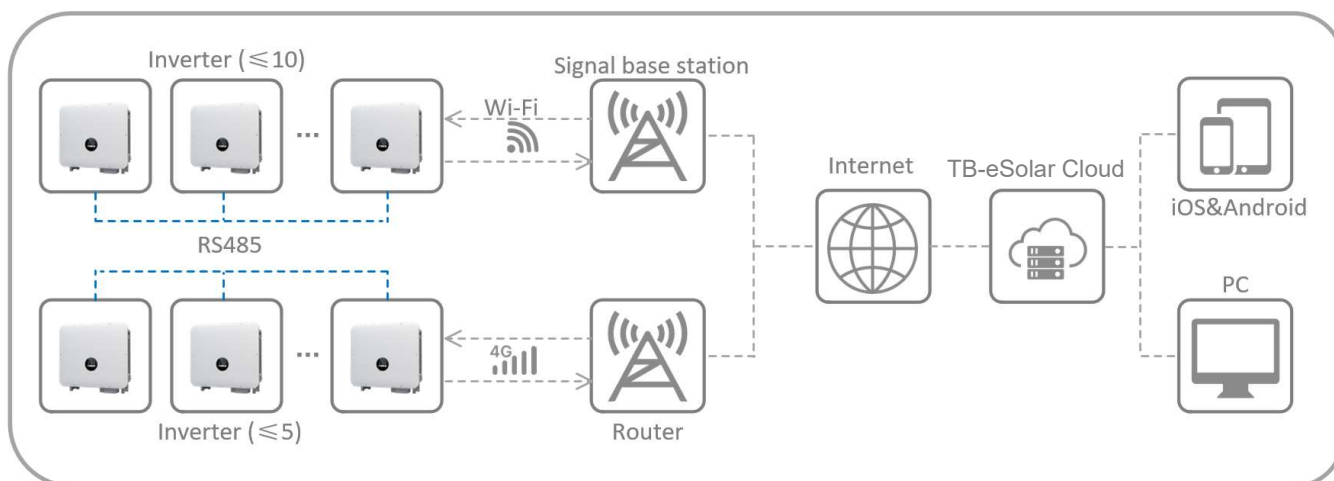 Inverter (≤10)
Signal base station
Wi-Fi
Internet
TB-eSolar Cloud
iOS&Android
RS485
PC
4G
Inverter (≤5)
Router